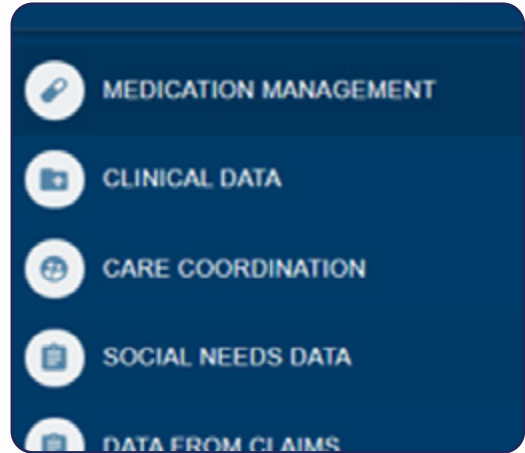 MEDICATION MANAGEMENT
CLINICAL DATA
CARE COORDINATION
SOCIAL NEEDS DATA
DATA FROM CLAIMS